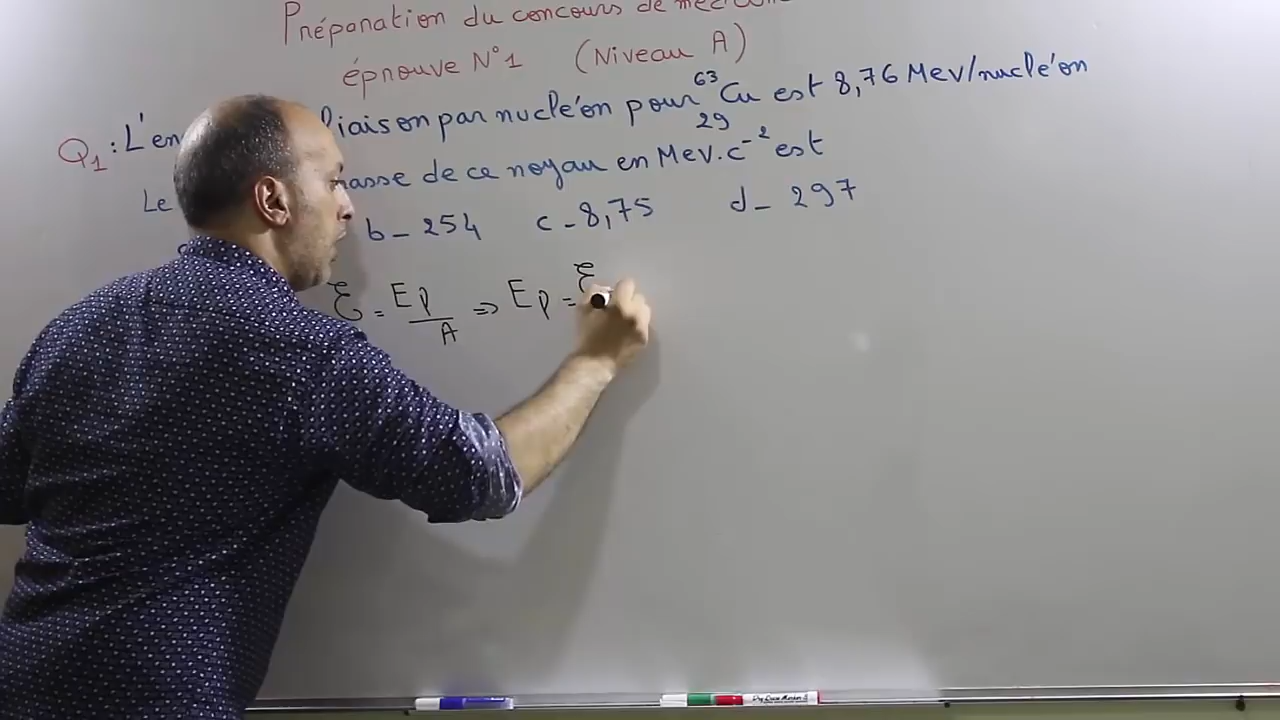 Préparation du concours de médecine
épreuve N°1 (Niveau A)
Q1: L'en liaison par nucléon pour 63 29 Cu est 8,76 Mev/nucléon
Le asse de ce noyau en Mev.c⁻² est
b_ 254 c_ 8,75 d_ 297
ℰ = Eℓ/A => Eℓ = ℰ